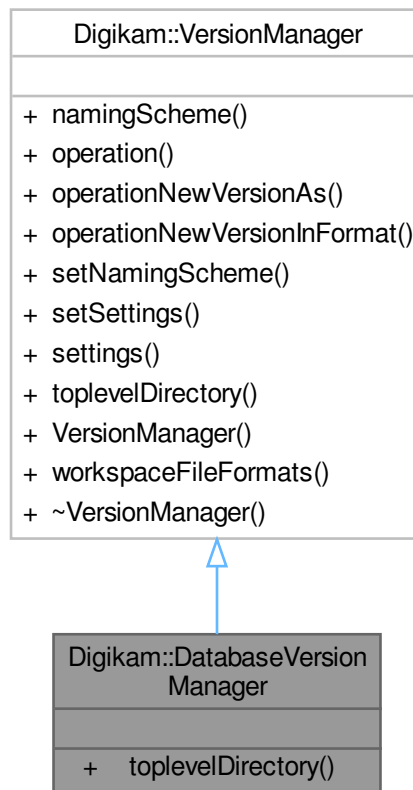 Digikam::VersionManager
+ namingScheme()
+ operation()
+ operationNewVersionAs()
+ operationNewVersionInFormat()
+ setNamingScheme()
+ setSettings()
+ settings()
+ toplevelDirectory()
+ VersionManager()
+ workspaceFileFormats()
+ ~VersionManager()
Digikam::DatabaseVersion
Manager
+ toplevelDirectory()